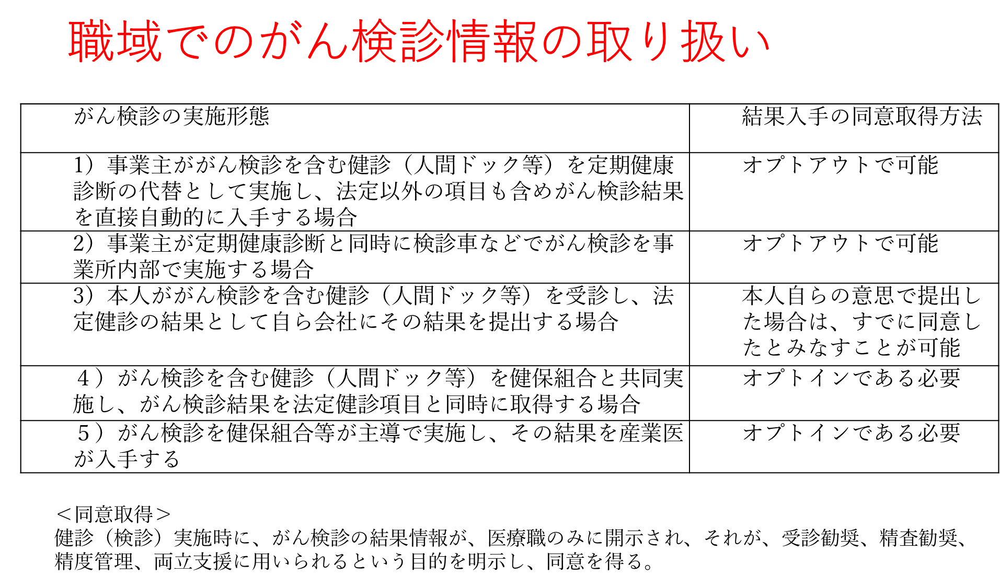 職域でのがん検診情報の取り扱い
がん検診の実施形態
結果入手の同意取得方法
1）事業主ががん検診を含む健診（人間ドック等）を定期健康
診断の代替として実施し、法定以外の項目も含めがん検診結果
を直接自動的に入手する場合
オプトアウトで可能
2）事業主が定期健康診断と同時に検診車などでがん検診を事
業所内部で実施する場合
オプトアウトで可能
3）本人ががん検診を含む健診（人間ドック等）を受診し、法
定健診の結果として自ら会社にその結果を提出する場合
本人自らの意思で提出し
た場合は、すでに同意し
たとみなすことが可能
４）がん検診を含む健診（人間ドック等）を健保組合と共同実
施し、がん検診結果を法定健診項目と同時に取得する場合
オプトインである必要
５）がん検診を健保組合等が主導で実施し、その結果を産業医
が入手する
オプトインである必要
＜同意取得＞
健診（検診）実施時に、がん検診の結果情報が、医療職のみに開示され、それが、受診勧奨、精査勧奨、
精度管理、両立支援に用いられるという目的を明示し、同意を得る。